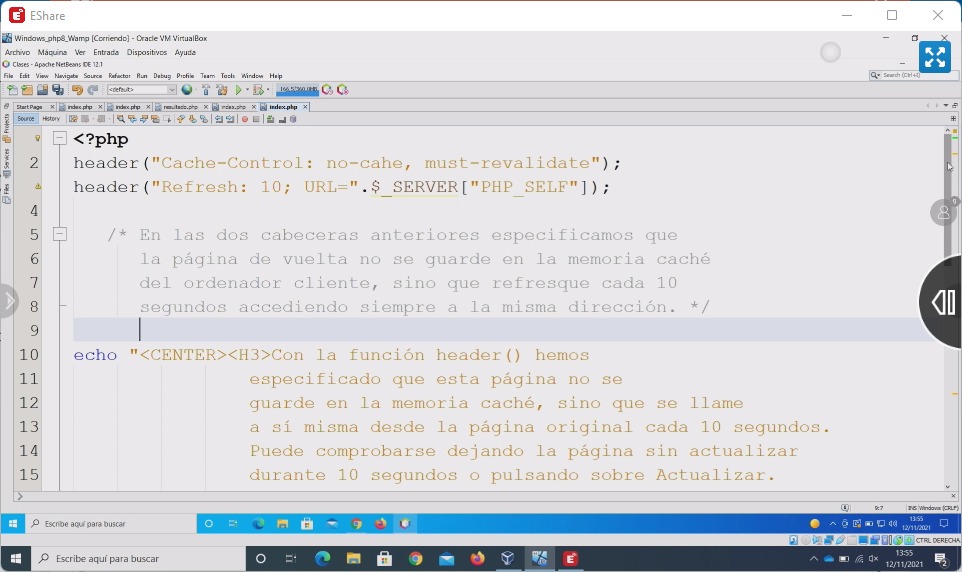 EShare
Windows_php8_Wamp [Corriendo] - Oracle VM VirtualBox
Archivo Máquina Ver Entrada Dispositivos Ayuda
Clases - Apache NetBeans IDE 12.1
File Edit View Navigate Source Refactor Run Debug Profile Team Tools Window Help
<default>
Search (Ctrl+I)
Start Page index.php index.php resultado.php index.php index.php
Source History
Projects
Services
Files
<?php
2 header("Cache-Control: no-cahe, must-revalidate");
header("Refresh: 10; URL=".$_SERVER["PHP_SELF"]);
4
5 /* En las dos cabeceras anteriores especificamos que
6 la página de vuelta no se guarde en la memoria caché
7 del ordenador cliente, sino que refresque cada 10
8 segundos accediendo siempre a la misma dirección. */
9
10 echo "<CENTER><H3>Con la función header() hemos
11 especificado que esta página no se
12 guarde en la memoria caché, sino que se llame
13 a sí misma desde la página original cada 10 segundos.
14 Puede comprobarse dejando la página sin actualizar
15 durante 10 segundos o pulsando sobre Actualizar.
9:7 INS Windows (CRLF)
Escribe aquí para buscar
13:55
12/11/2021
CTRL DERECHA
Escribe aquí para buscar
13:55
12/11/2021
2